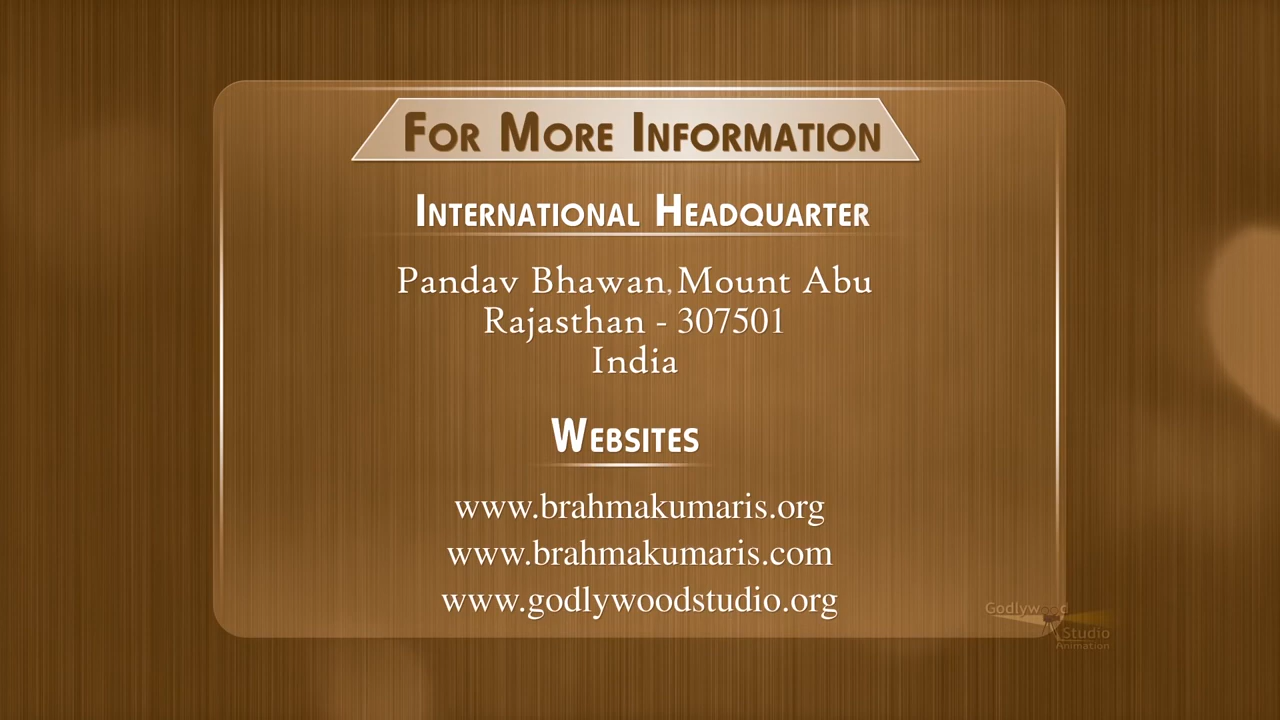 For More Information
International Headquarter
Pandav Bhawan, Mount Abu
Rajasthan - 307501
India
Websites
www.brahmakumaris.org
www.brahmakumaris.com
www.godlywoodstudio.org
Godlywood
Studio
Animation